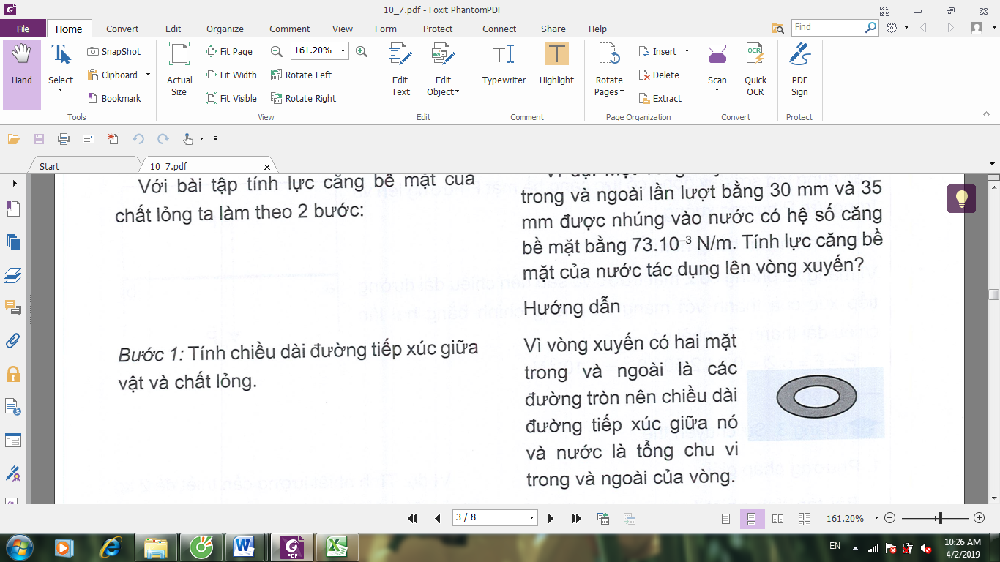 10_7.pdf - Foxit PhantomPDF
File Home Convert Edit Organize Comment View Form Protect Connect Share Help Find
Hand
Select
SnapShot
Clipboard
Bookmark
Tools
Actual Size
Fit Page
Fit Width
Fit Visible
161.20%
Rotate Left
Rotate Right
View
Edit Text
Edit Object
Edit
Typewriter
Highlight
Comment
Rotate Pages
Insert
Delete
Extract
Page Organization
Scan
Quick OCR
Convert
PDF Sign
Protect
Start
10_7.pdf
Với bài tập tính lực căng bề mặt của
chất lỏng ta làm theo 2 bước:
Bước 1: Tính chiều dài đường tiếp xúc giữa
vật và chất lỏng.
trong và ngoài lần lượt bằng 30 mm và 35
mm được nhúng vào nước có hệ số căng
bề mặt bằng 73.10⁻³ N/m. Tính lực căng bề
mặt của nước tác dụng lên vòng xuyến?
Hướng dẫn
Vì vòng xuyến có hai mặt
trong và ngoài là các
đường tròn nên chiều dài
đường tiếp xúc giữa nó
và nước là tổng chu vi
trong và ngoài của vòng.
3 / 8
161.20%
W
PDF
EN
10:26 AM
4/2/2019